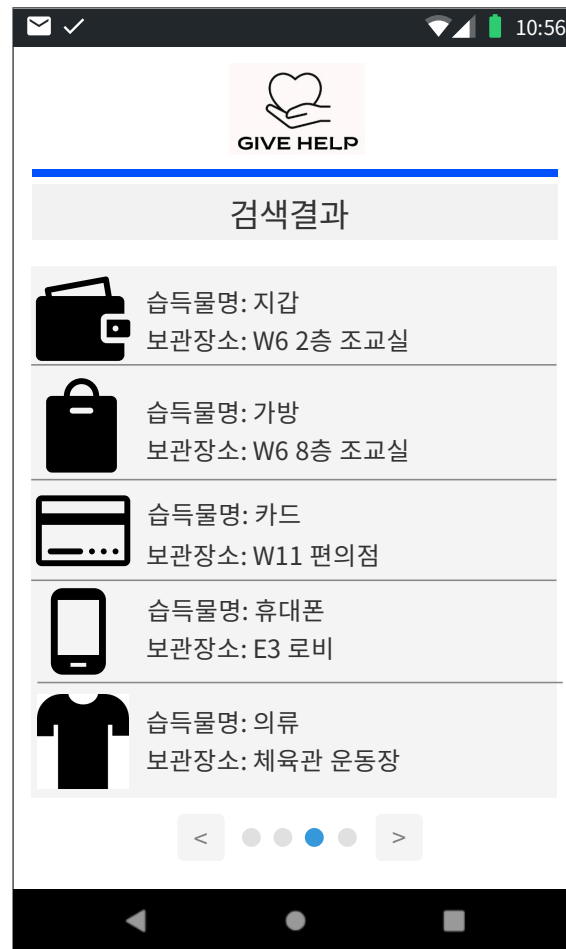 10:56
GIVE HELP
검색결과
습득물명: 지갑
보관장소: W6 2층 조교실
습득물명: 가방
보관장소: W6 8층 조교실
습득물명: 카드
보관장소: W11 편의점
습득물명: 휴대폰
보관장소: E3 로비
습득물명: 의류
보관장소: 체육관 운동장
< >